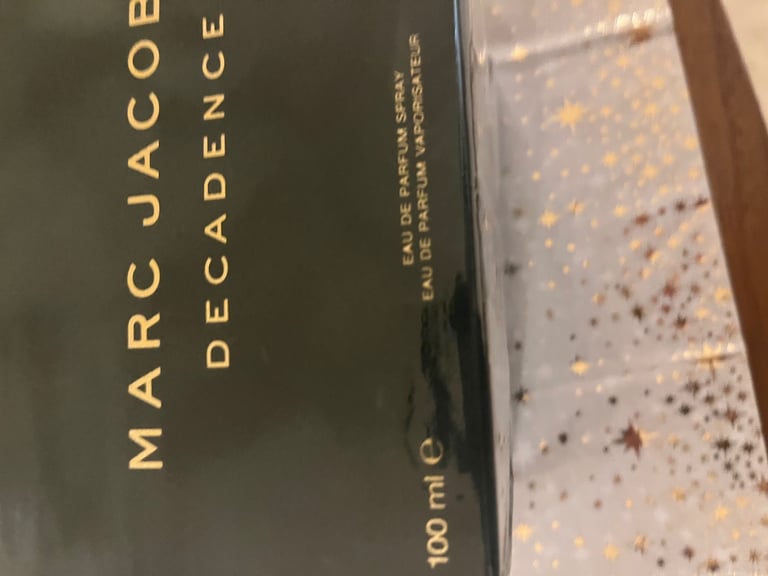 MARC JACOB
DECADENCE
EAU DE PARFUM SPRAY
EAU DE PARFUM VAPORISATEUR
100 ml ℮